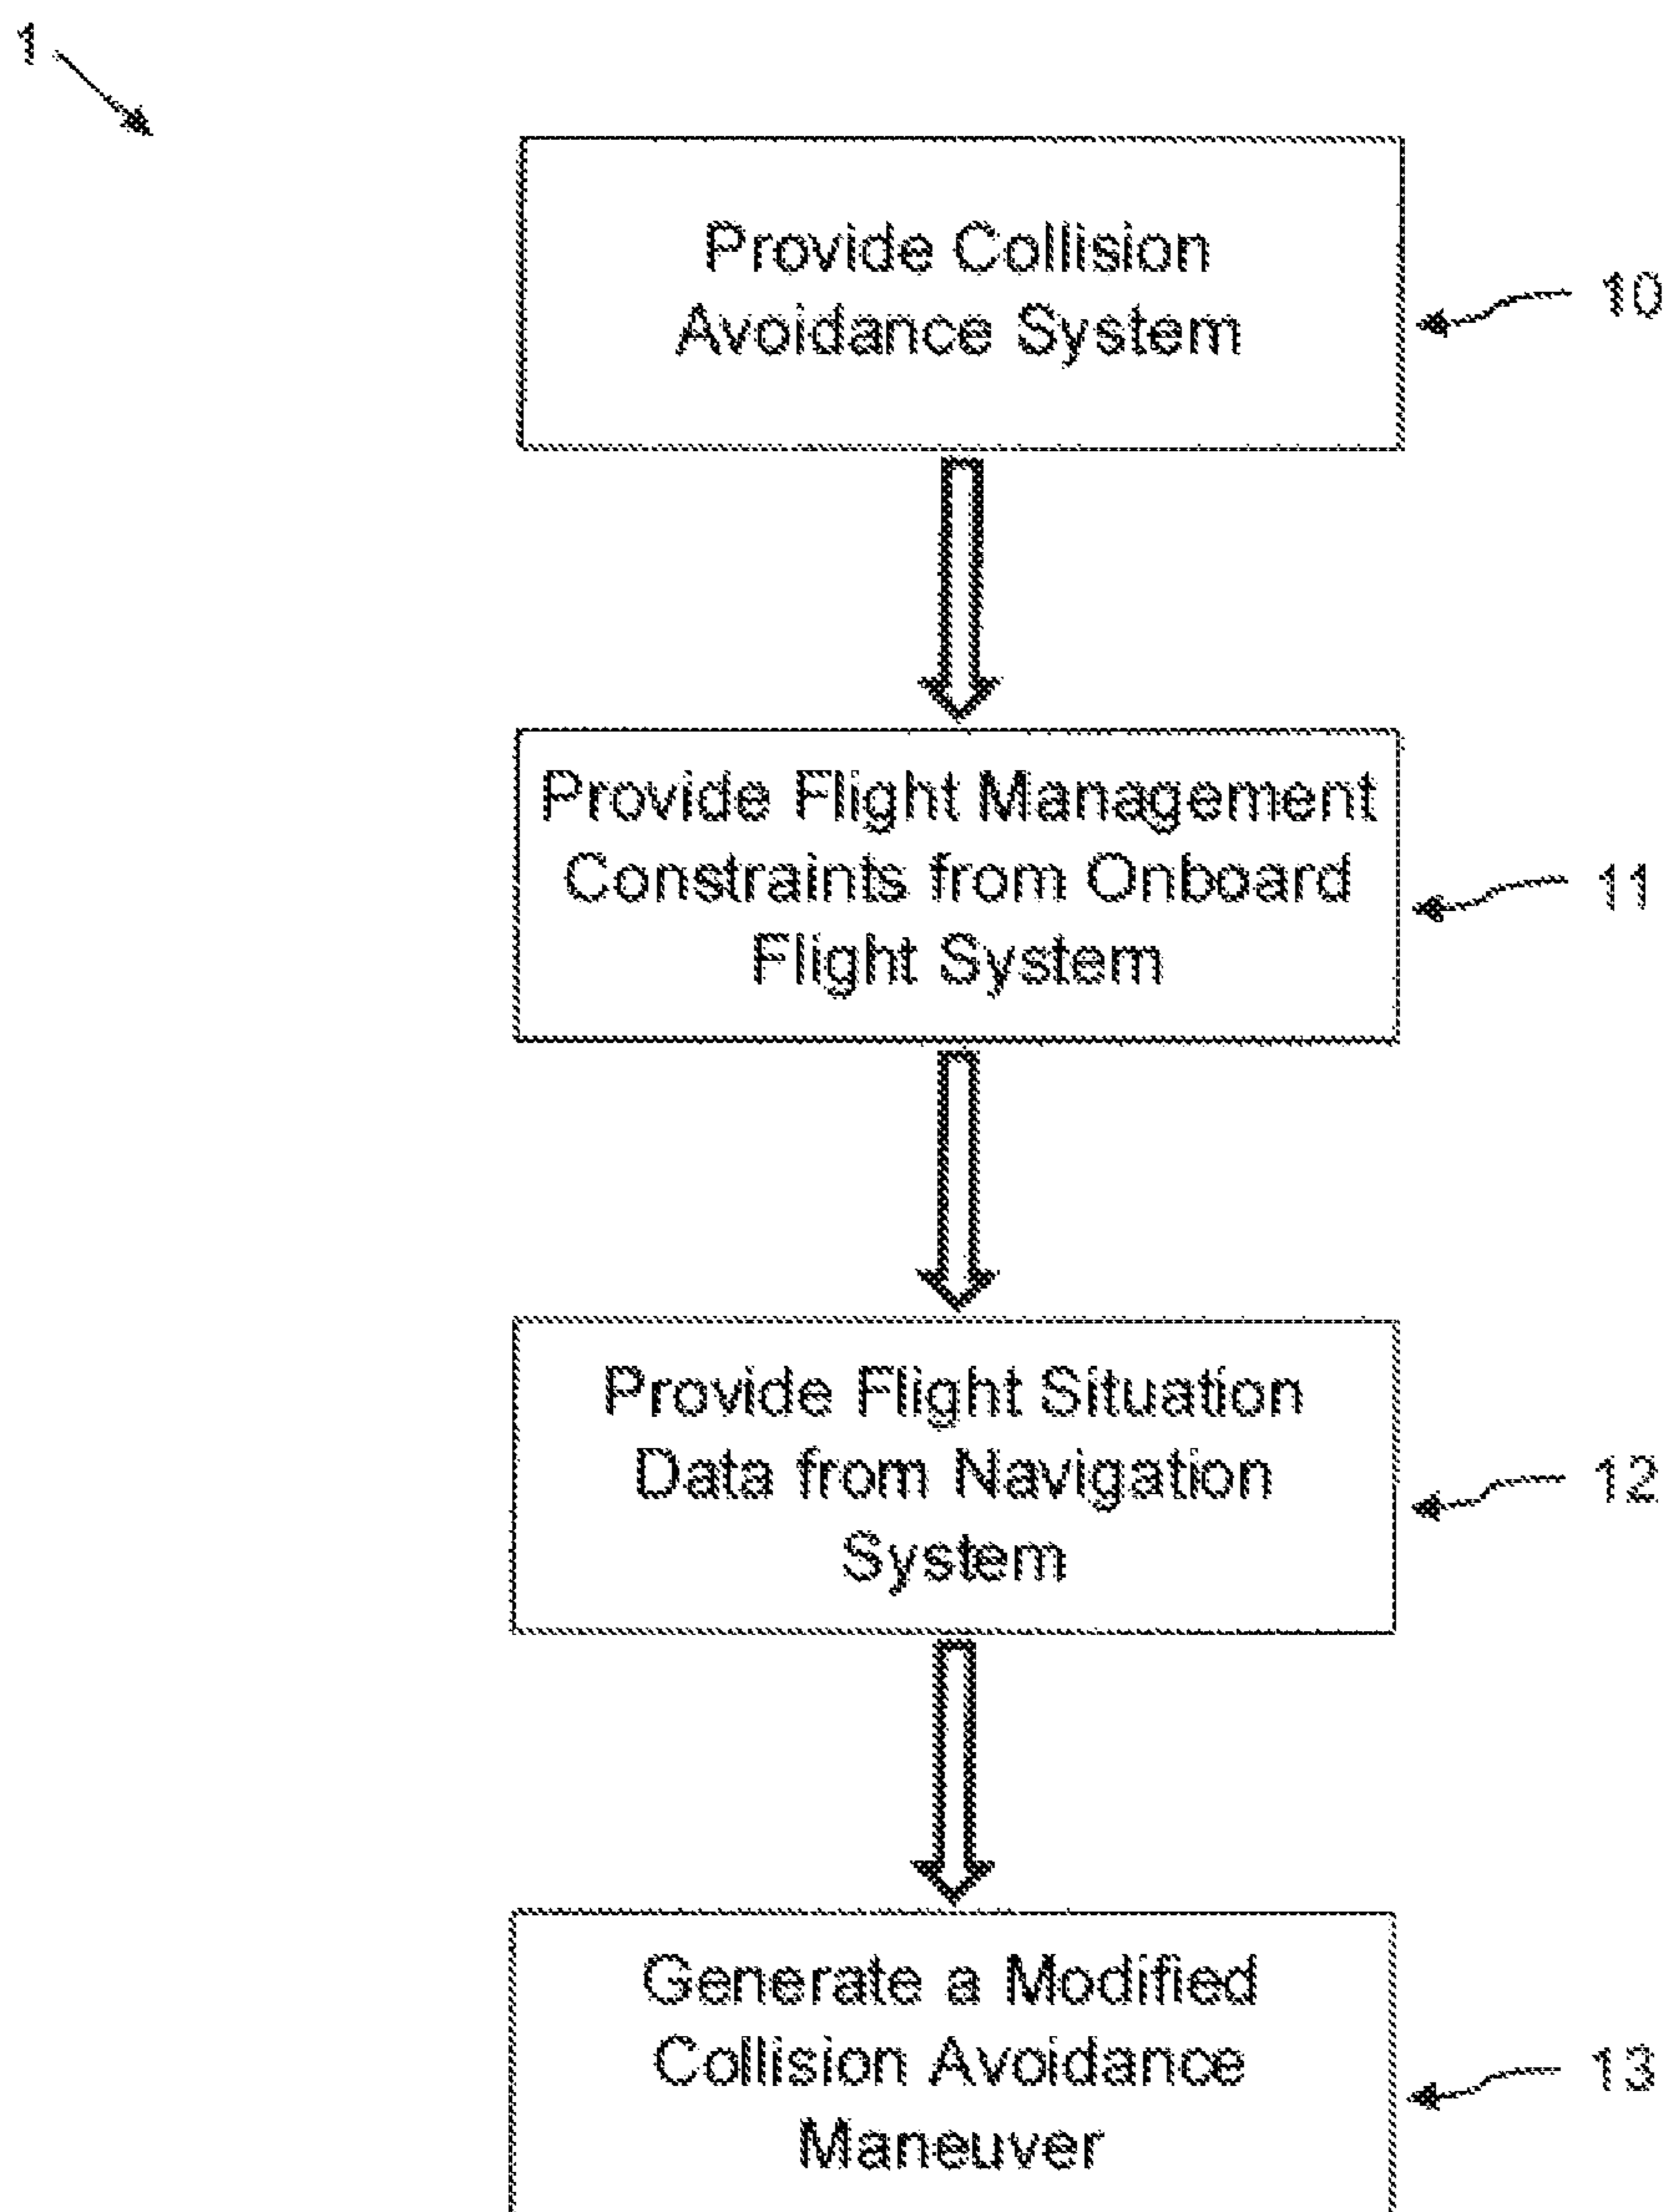 1
Provide Collision
Avoidance System
10
Provide Flight Management
Constraints from Onboard
Flight System
11
Provide Flight Situation
Data from Navigation
System
12
Generate a Modified
Collision Avoidance
Maneuver
13